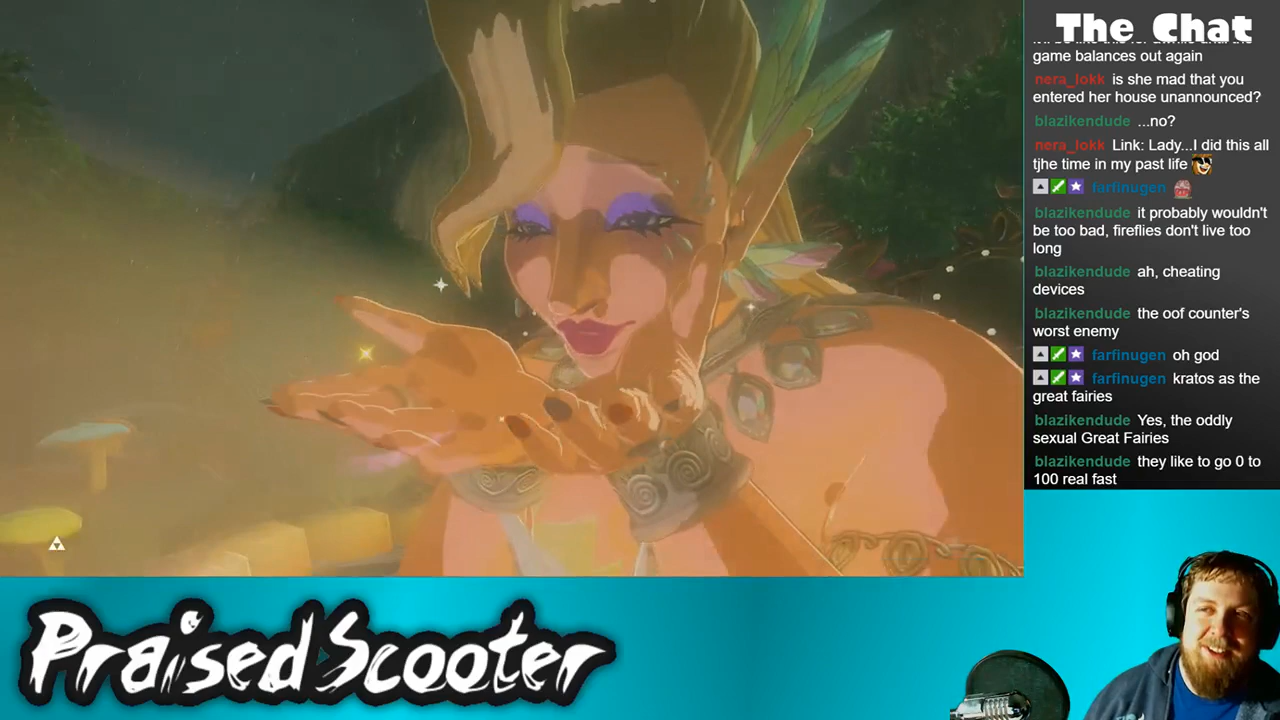 The Chat
game balances out again
nera_lokk is she mad that you
entered her house unannounced?
blazikendude ...no?
nera_lokk Link: Lady...I did this all
tjhe time in my past life
farfinugen
blazikendude it probably wouldn't
be too bad, fireflies don't live too
long
blazikendude ah, cheating
devices
blazikendude the oof counter's
worst enemy
farfinugen oh god
farfinugen kratos as the
great fairies
blazikendude Yes, the oddly
sexual Great Fairies
blazikendude they like to go 0 to
100 real fast
PraisedScooter